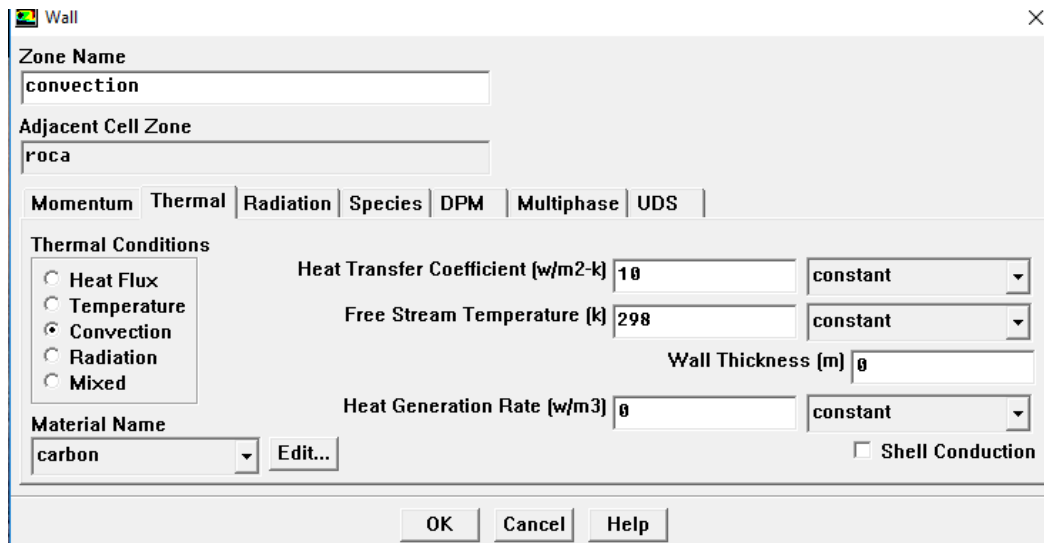 Wall
Zone Name
convection
Adjacent Cell Zone
roca
Momentum Thermal Radiation Species DPM Multiphase UDS
Thermal Conditions
Heat Flux
Temperature
Convection
Radiation
Mixed
Heat Transfer Coefficient (w/m2-k) 10 constant
Free Stream Temperature (k) 298 constant
Wall Thickness (m) 0
Heat Generation Rate (w/m3) 0 constant
Material Name
carbon Edit...
Shell Conduction
OK Cancel Help